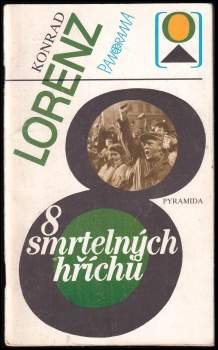 KONRAD
LORENZ
PANORAMA
PYRAMIDA
8
smrtelných
hříchů